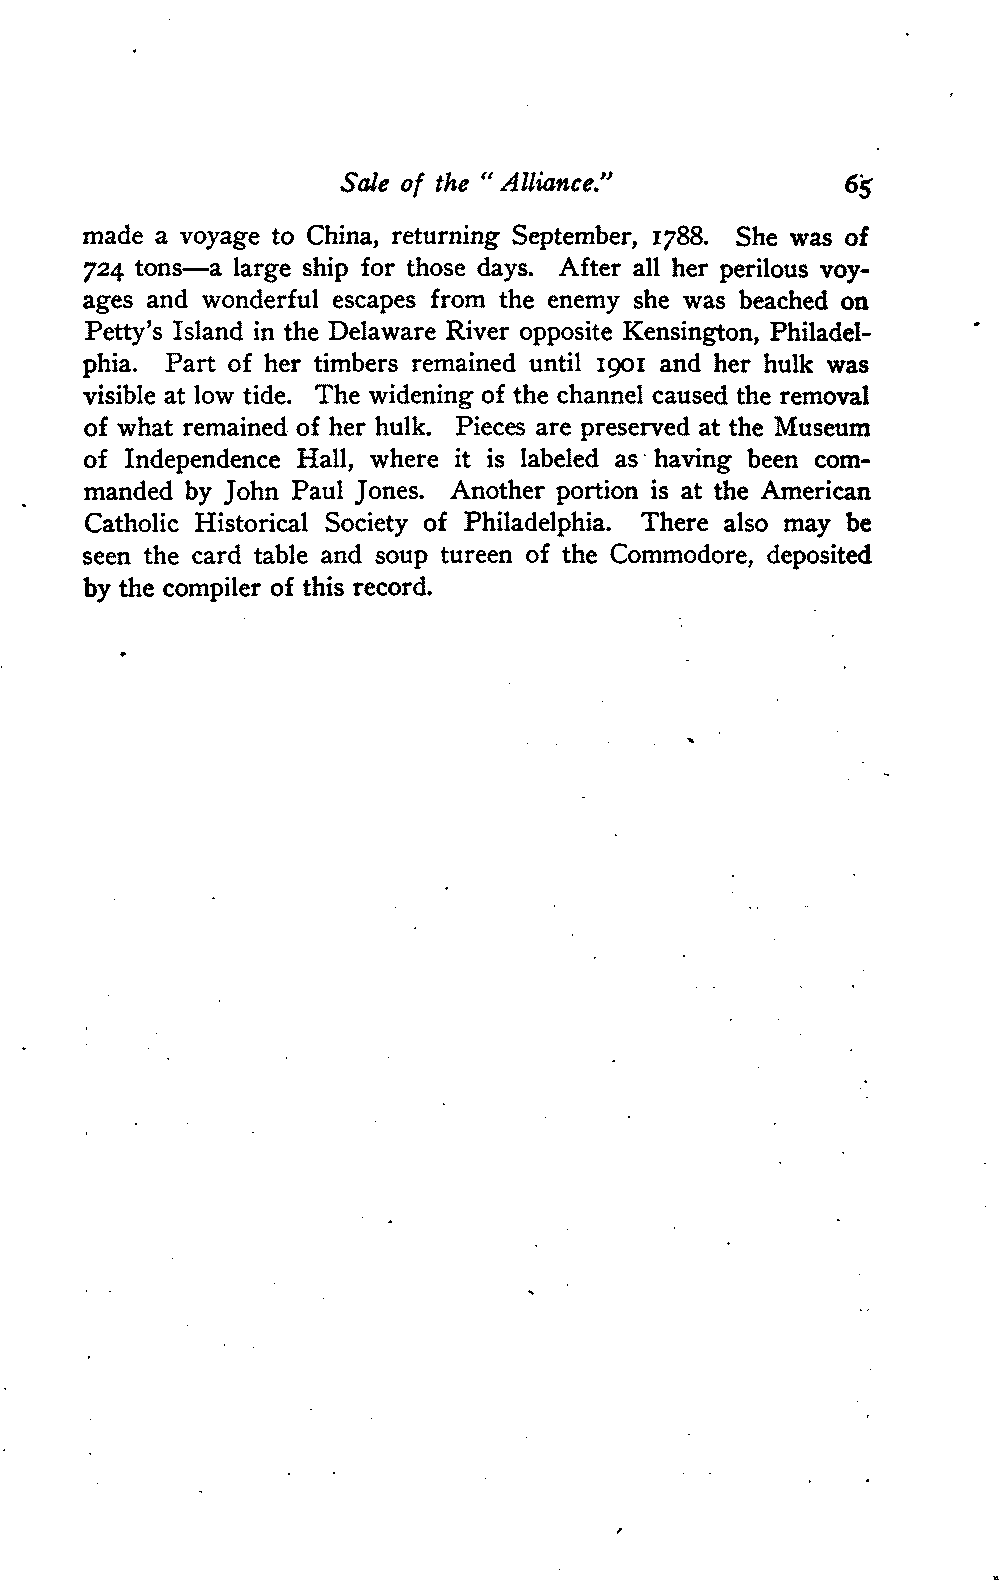 Sale of the " Alliance." 65
made a voyage to China, returning September, 1788. She was of
724 tons—a large ship for those days. After all her perilous voy-
ages and wonderful escapes from the enemy she was beached on
Petty's Island in the Delaware River opposite Kensington, Philadel-
phia. Part of her timbers remained until 1901 and her hulk was
visible at low tide. The widening of the channel caused the removal
of what remained of her hulk. Pieces are preserved at the Museum
of Independence Hall, where it is labeled as having been com-
manded by John Paul Jones. Another portion is at the American
Catholic Historical Society of Philadelphia. There also may be
seen the card table and soup tureen of the Commodore, deposited
by the compiler of this record.